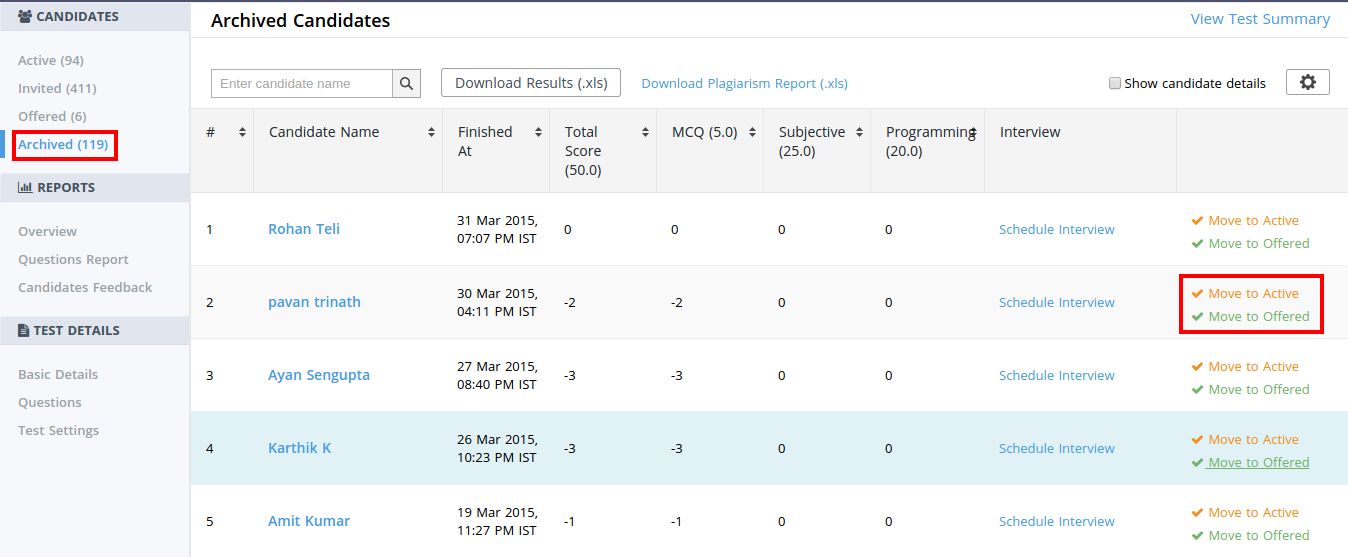 CANDIDATES
Active (94)
Invited (411)
Offered (6)
Archived (119)
REPORTS
Overview
Questions Report
Candidates Feedback
TEST DETAILS
Basic Details
Questions
Test Settings
Archived Candidates
View Test Summary
Enter candidate name
Download Results (.xls)
Download Plagiarism Report (.xls)
Show candidate details
#
Candidate Name
Finished
At
Total
Score
(50.0)
MCQ (5.0)
Subjective
(25.0)
Programming
(20.0)
Interview
1
Rohan Teli
31 Mar 2015,
07:07 PM IST
0
0
0
0
Schedule Interview
Move to Active
Move to Offered
2
pavan trinath
30 Mar 2015,
04:11 PM IST
-2
-2
0
0
Schedule Interview
Move to Active
Move to Offered
3
Ayan Sengupta
27 Mar 2015,
08:40 PM IST
-3
-3
0
0
Schedule Interview
Move to Active
Move to Offered
4
Karthik K
26 Mar 2015,
10:23 PM IST
-3
-3
0
0
Schedule Interview
Move to Active
Move to Offered
5
Amit Kumar
19 Mar 2015,
11:27 PM IST
-1
-1
0
0
Schedule Interview
Move to Active
Move to Offered